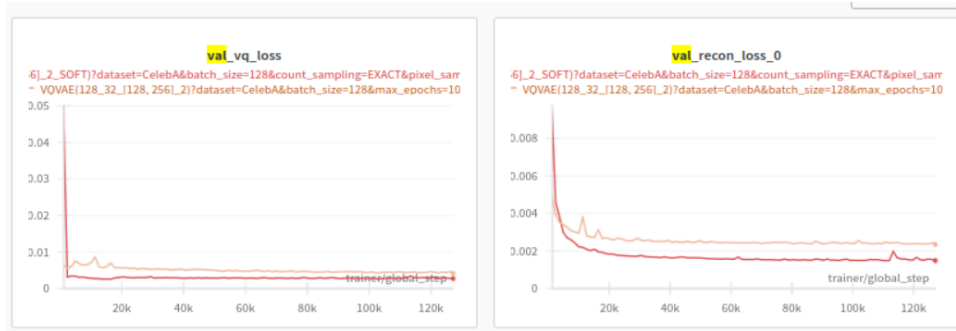 val_vq_loss
6]_2_SOFT)?dataset=CelebA&batch_size=128&count_sampling=EXACT&pixel_sam
VQVAE(128_32_[128, 256]_2)?dataset=CelebA&batch_size=128&max_epochs=10
0.05
0.04
0.03
0.02
0.01
0
trainer/global_step
20k 40k 60k 80k 100k 120k
val_recon_loss_0
6]_2_SOFT)?dataset=CelebA&batch_size=128&count_sampling=EXACT&pixel_sam
VQVAE(128_32_[128, 256]_2)?dataset=CelebA&batch_size=128&max_epochs=10
0.008
0.006
0.004
0.002
0
trainer/global_step
20k 40k 60k 80k 100k 120k